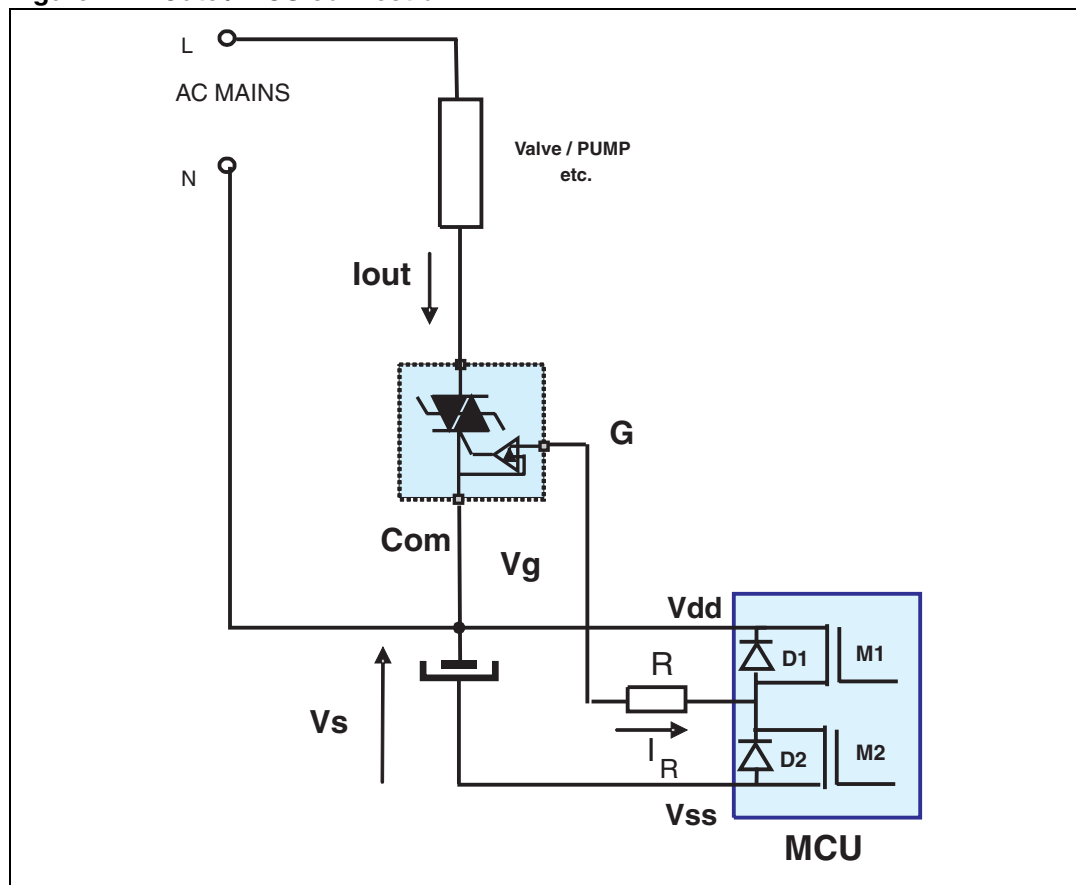 L
AC MAINS
N
Valve / PUMP
etc.
Iout
G
Com
Vg
Vdd
D1
M1
R
Vs
I R
D2
M2
Vss
MCU